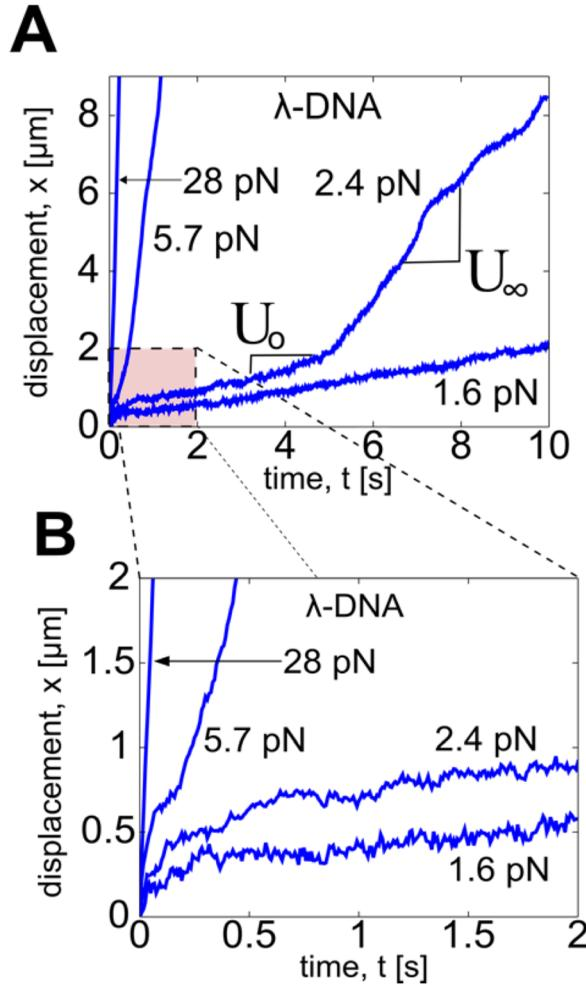 A
λ-DNA
28 pN
5.7 pN
2.4 pN
U∞
Uo
1.6 pN
displacement, x [μm]
8
6
4
2
0
0 2 4 6 8 10
time, t [s]
B
λ-DNA
28 pN
5.7 pN
2.4 pN
1.6 pN
displacement, x [μm]
2
1.5
1
0.5
0
0 0.5 1 1.5 2
time, t [s]